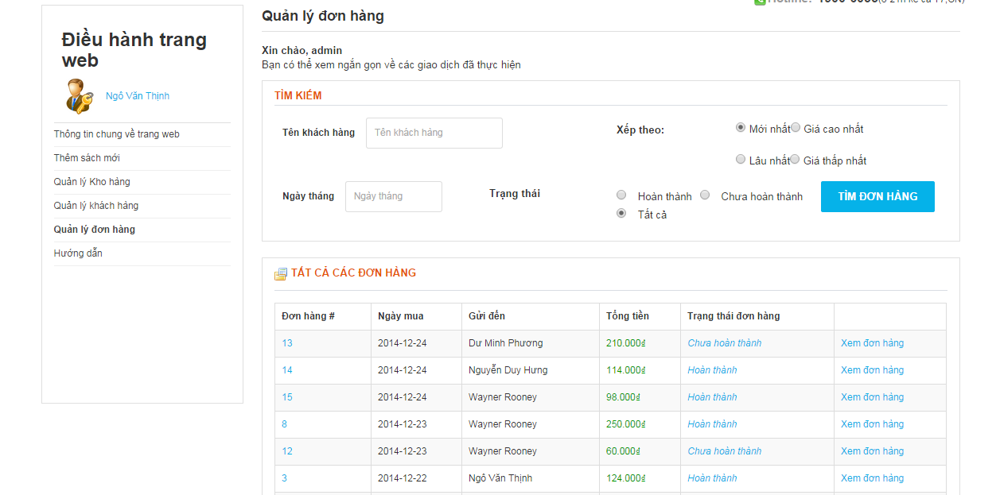 Điều hành trang
web
Ngô Văn Thịnh
Thông tin chung về trang web
Thêm sách mới
Quản lý Kho hàng
Quản lý khách hàng
Quản lý đơn hàng
Hướng dẫn
Quản lý đơn hàng
Xin chào, admin
Bạn có thể xem ngắn gọn về các giao dịch đã thực hiện
TÌM KIẾM
Tên khách hàng Tên khách hàng Xếp theo: Mới nhất Giá cao nhất
Lâu nhất Giá thấp nhất
Ngày tháng Ngày tháng Trạng thái Hoàn thành Chưa hoàn thành TÌM ĐƠN HÀNG
Tất cả
TẤT CẢ CÁC ĐƠN HÀNG
Đơn hàng # Ngày mua Gửi đến Tổng tiền Trạng thái đơn hàng
13 2014-12-24 Dư Minh Phương 210.000₫ Chưa hoàn thành Xem đơn hàng
14 2014-12-24 Nguyễn Duy Hưng 114.000₫ Hoàn thành Xem đơn hàng
15 2014-12-24 Wayner Rooney 98.000₫ Hoàn thành Xem đơn hàng
8 2014-12-23 Wayner Rooney 250.000₫ Hoàn thành Xem đơn hàng
12 2014-12-23 Wayner Rooney 60.000₫ Chưa hoàn thành Xem đơn hàng
3 2014-12-22 Ngô Văn Thịnh 124.000₫ Hoàn thành Xem đơn hàng